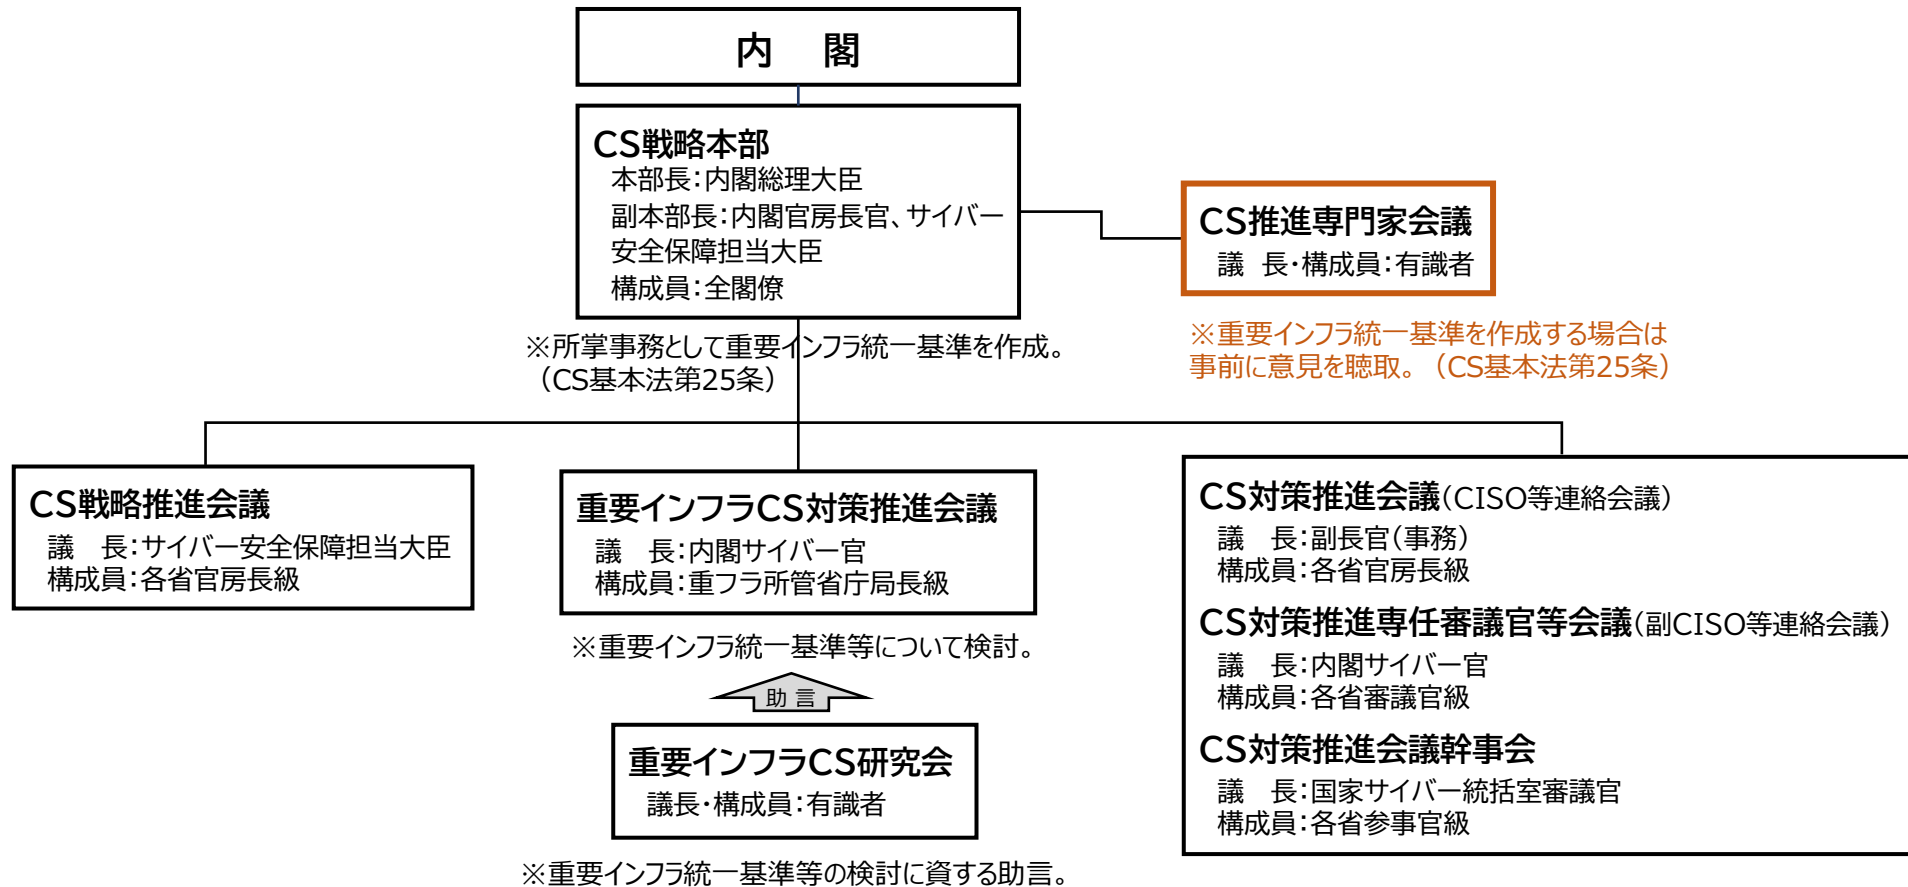 内　閣
CS戦略本部
本部長：内閣総理大臣
副本部長：内閣官房長官、サイバー
安全保障担当大臣
構成員：全閣僚
※所掌事務として重要インフラ統一基準を作成。
（CS基本法第25条）
CS推進専門家会議
議　長・構成員：有識者
※重要インフラ統一基準を作成する場合は
事前に意見を聴取。（CS基本法第25条）
CS戦略推進会議
議　長：サイバー安全保障担当大臣
構成員：各省官房長級
重要インフラCS対策推進会議
議　長：内閣サイバー官
構成員：重フラ所管省庁局長級
※重要インフラ統一基準等について検討。
助言
重要インフラCS研究会
議長・構成員：有識者
※重要インフラ統一基準等の検討に資する助言。
CS対策推進会議（CISO等連絡会議）
議　長：副長官（事務）
構成員：各省官房長級
CS対策推進専任審議官等会議（副CISO等連絡会議）
議　長：内閣サイバー官
構成員：各省審議官級
CS対策推進会議幹事会
議　長：国家サイバー統括室審議官
構成員：各省参事官級